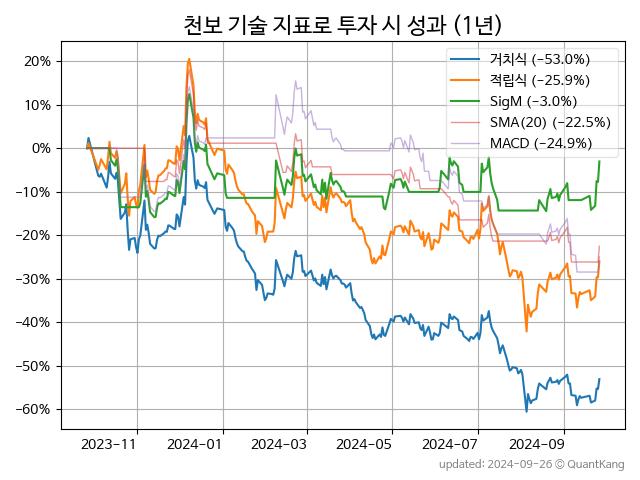 천보 기술 지표로 투자 시 성과 (1년)
거치식 (−53.0%)
적립식 (−25.9%)
SigM (−3.0%)
SMA(20) (−22.5%)
MACD (−24.9%)
20%
10%
0%
−10%
−20%
−30%
−40%
−50%
−60%
2023-11 2024-01 2024-03 2024-05 2024-07 2024-09
updated: 2024-09-26 © QuantKang